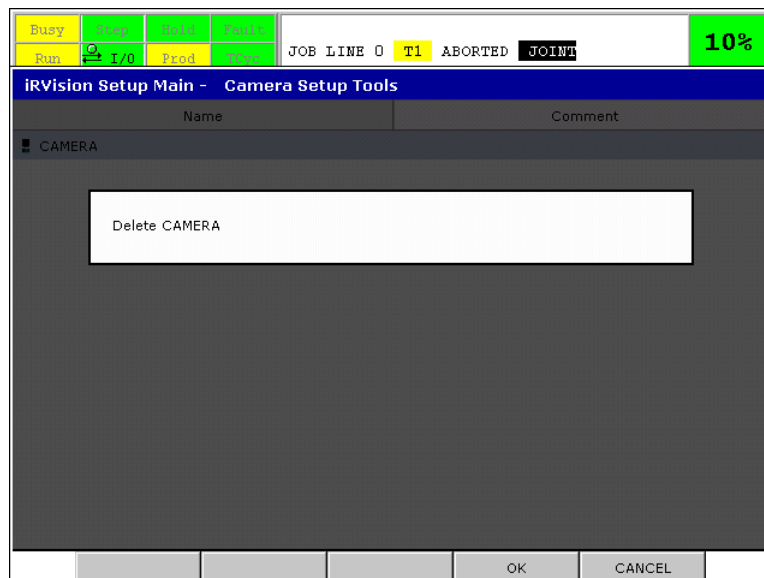 Busy Step Hold Fault
Run I/O Prod TCyc
JOB LINE 0 T1 ABORTED JOINT
10%
iRVision Setup Main - Camera Setup Tools
Name Comment
CAMERA
Delete CAMERA
OK CANCEL